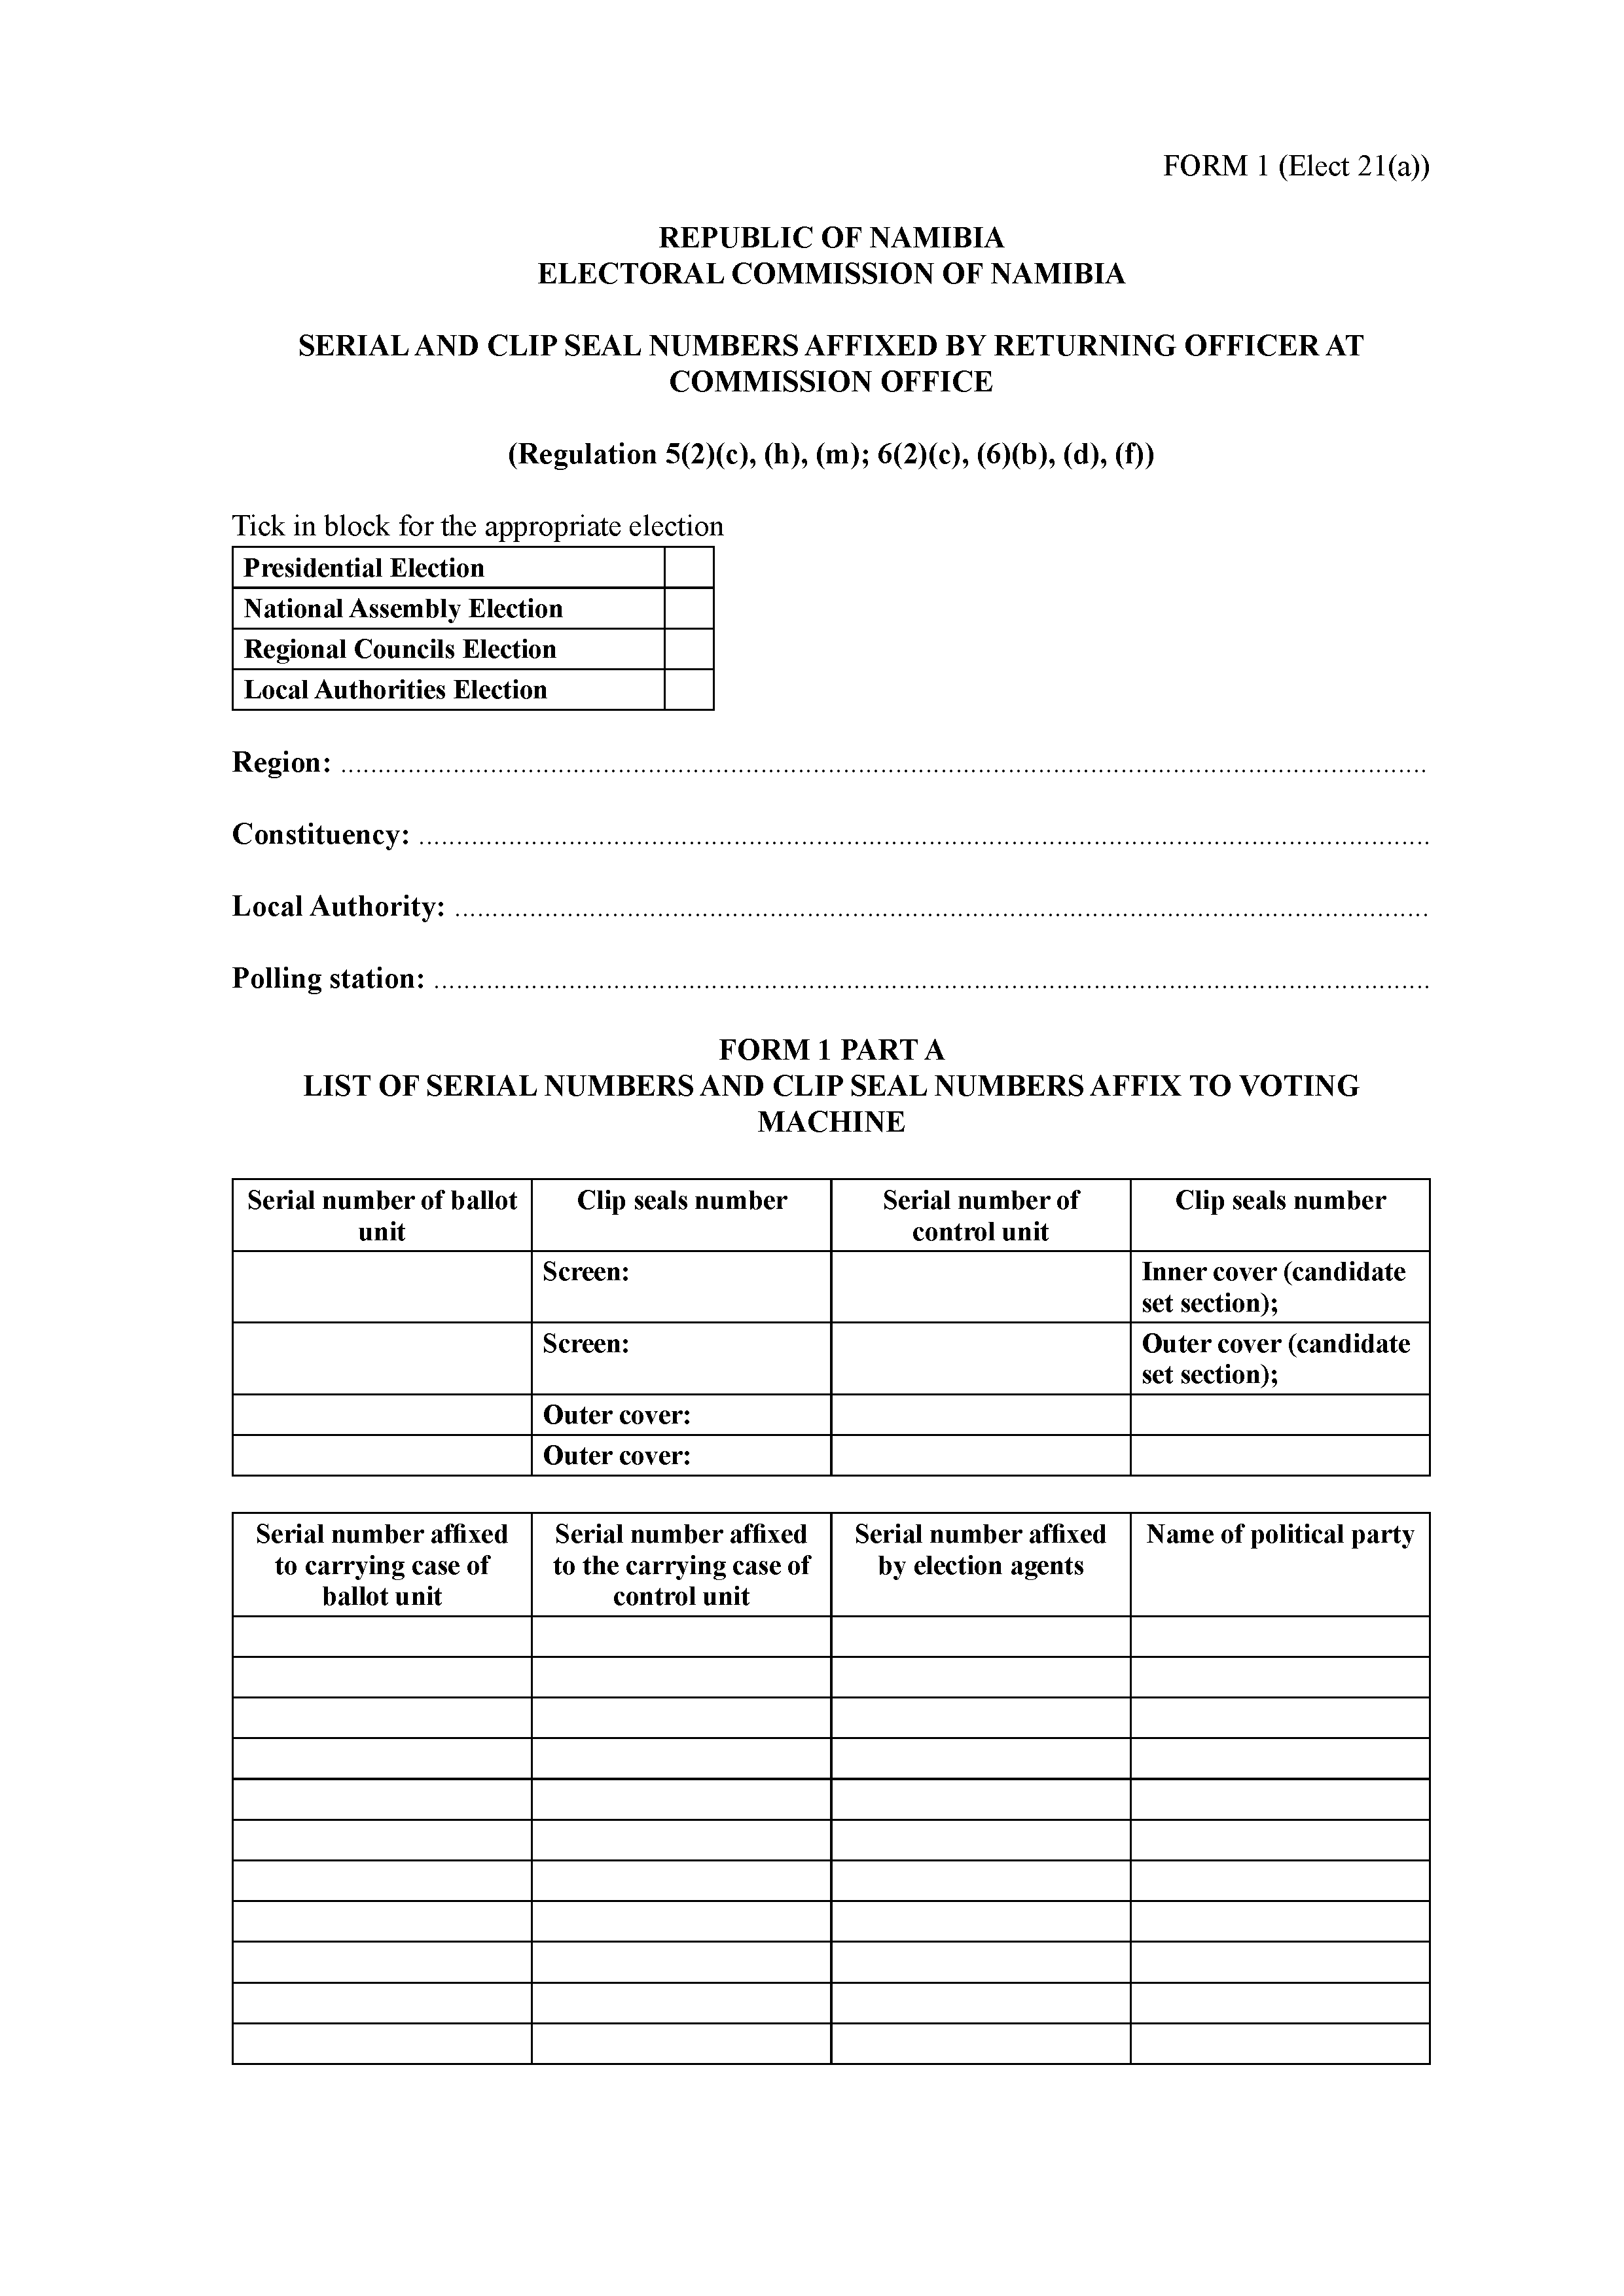 FORM 1 (Elect 21(a))
REPUBLIC OF NAMIBIA
ELECTORAL COMMISSION OF NAMIBIA
SERIAL AND CLIP SEAL NUMBERS AFFIXED BY RETURNING OFFICER AT
COMMISSION OFFICE
(Regulation 5(2)(c), (h), (m); 6(2)(c), (6)(b), (d), (f))
Tick in block for the appropriate election
Presidential Election
National Assembly Election
Regional Councils Election
Local Authorities Election
Region: ........................................................................................................................................
Constituency: ...............................................................................................................................
Local Authority: ..........................................................................................................................
Polling station: .............................................................................................................................
FORM 1 PART A
LIST OF SERIAL NUMBERS AND CLIP SEAL NUMBERS AFFIX TO VOTING
MACHINE
Serial number of ballot
unit
Clip seals number
Serial number of
control unit
Clip seals number
Screen:
Inner cover (candidate
set section);
Screen:
Outer cover (candidate
set section);
Outer cover:
Outer cover:
Serial number affixed
to carrying case of
ballot unit
Serial number affixed
to the carrying case of
control unit
Serial number affixed
by election agents
Name of political party